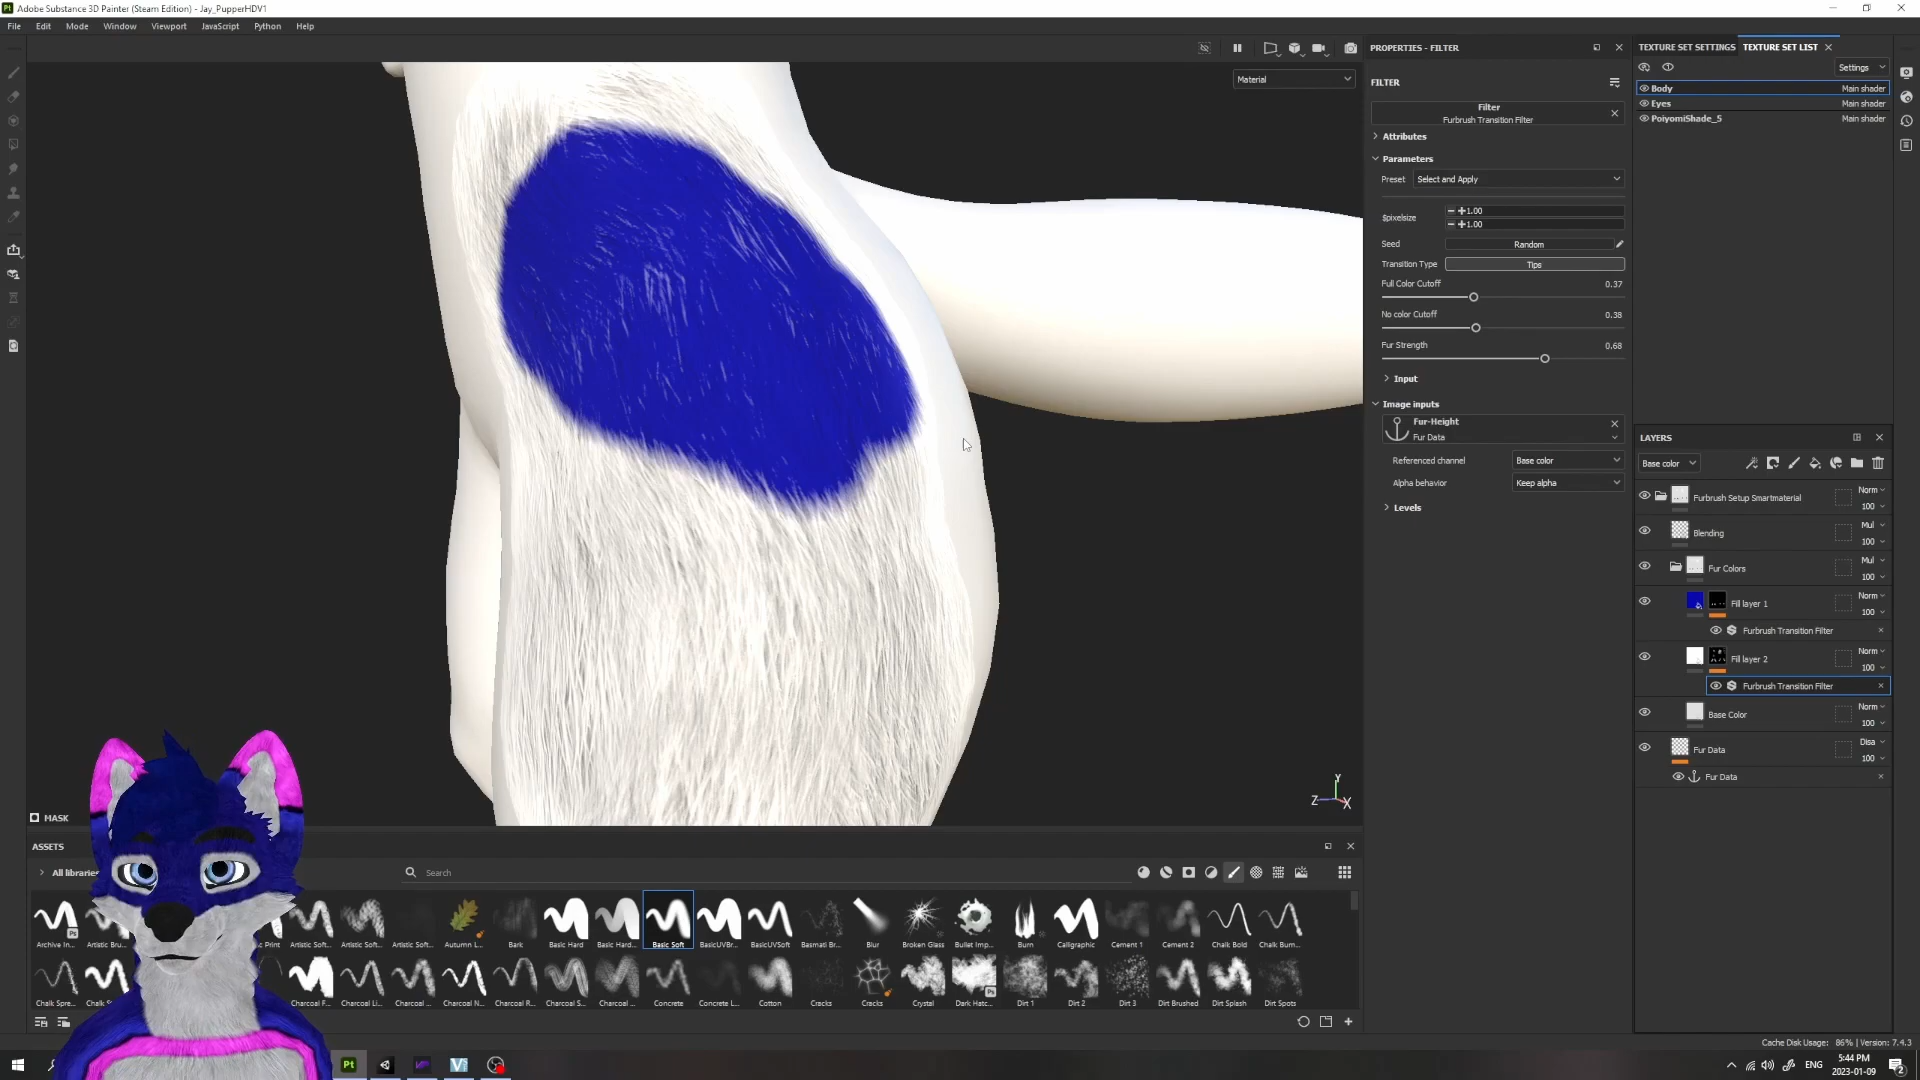 Adobe Substance 3D Painter (Steam Edition) - Jay_PupperHDV1
File Edit Mode Window Viewport JavaScript Python Help
Material
PROPERTIES - FILTER
FILTER
Filter
Furbrush Transition Filter
Attributes
Parameters
Preset Select and Apply
$pixelsize 1.00
1.00
Seed Random
Transition Type Tips
Full Color Cutoff 0.37
No color Cutoff 0.38
Fur Strength 0.68
Input
Image inputs
Fur-Height
Fur Data
Referenced channel Base color
Alpha behavior Keep alpha
Levels
TEXTURE SET SETTINGS TEXTURE SET LIST
Settings
Body Main shader
Eyes Main shader
PoiyomiShade_5 Main shader
LAYERS
Base color
Furbrush Setup Smartmaterial Norm 100
Blending Mul 100
Fur Colors Mul 100
Fill layer 1 Norm 100
Furbrush Transition Filter
Fill layer 2 Norm 100
Furbrush Transition Filter
Base Color Norm 100
Fur Data Disa 100
Fur Data
Y
Z X
MASK
ASSETS
All libraries Search
Archive In... Artistic Bru... Print Artistic Soft... Artistic Soft... Artistic Soft... Autumn L... Bark Basic Hard Basic Hard... Basic Soft BasicUVBr... BasicUVSoft Basmati Br... Blur Broken Glass Bullet Imp... Burn Calligraphic Cement 1 Cement 2 Chalk Bold Chalk Bum...
Chalk Spre... Chalk S Charcoal F... Charcoal Li... Charcoal ... Charcoal N... Charcoal R... Charcoal S... Charcoal ... Concrete Concrete L... Cotton Cracks Cracks Crystal Dark Hatc... Dirt 1 Dirt 2 Dirt 3 Dirt Brushed Dirt Splash Dirt Spots
Cache Disk Usage: 86% | Version: 7.4.3
Pt
ENG
5:44 PM
2023-01-09
2